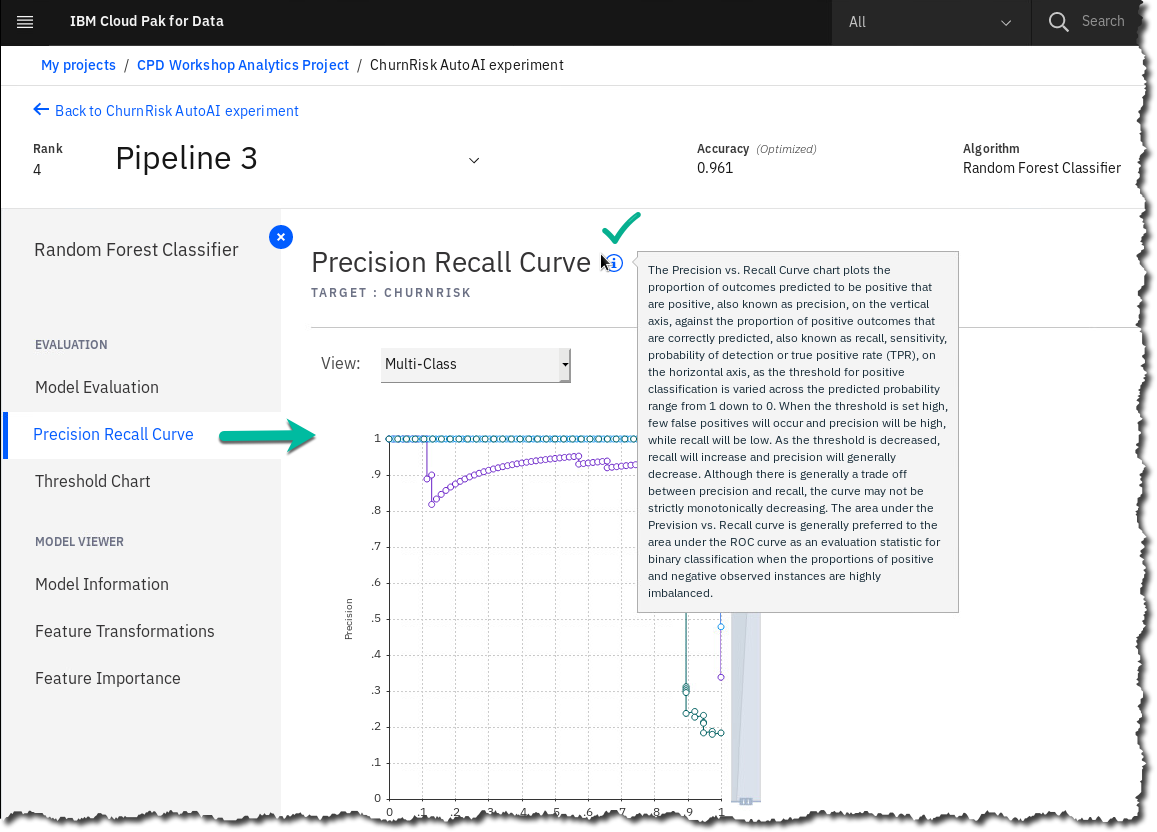 IBM Cloud Pak for Data
All
Search
My projects / CPD Workshop Analytics Project / ChurnRisk AutoAI experiment
Back to ChurnRisk AutoAI experiment
Rank
4
Pipeline 3
Accuracy (Optimized)
0.961
Algorithm
Random Forest Classifier
Random Forest Classifier
EVALUATION
Model Evaluation
Precision Recall Curve
Threshold Chart
MODEL VIEWER
Model Information
Feature Transformations
Feature Importance
Precision Recall Curve
TARGET : CHURNRISK
View:
Multi-Class
The Precision vs. Recall Curve chart plots the
proportion of outcomes predicted to be positive that
are positive, also known as precision, on the vertical
axis, against the proportion of positive outcomes that
are correctly predicted, also known as recall, sensitivity,
probability of detection or true positive rate (TPR), on
the horizontal axis, as the threshold for positive
classification is varied across the predicted probability
range from 1 down to 0. When the threshold is set high,
few false positives will occur and precision will be high,
while recall will be low. As the threshold is decreased,
recall will increase and precision will generally
decrease. Although there is generally a trade off
between precision and recall, the curve may not be
strictly monotonically decreasing. The area under the
Prevision vs. Recall curve is generally preferred to the
area under the ROC curve as an evaluation statistic for
binary classification when the proportions of positive
and negative observed instances are highly
imbalanced.
Precision
1
.9
.8
.7
.6
.5
.4
.3
.2
.1
0
0 .1 .2 .3 .4 .5 .6 .7 .8 .9 1